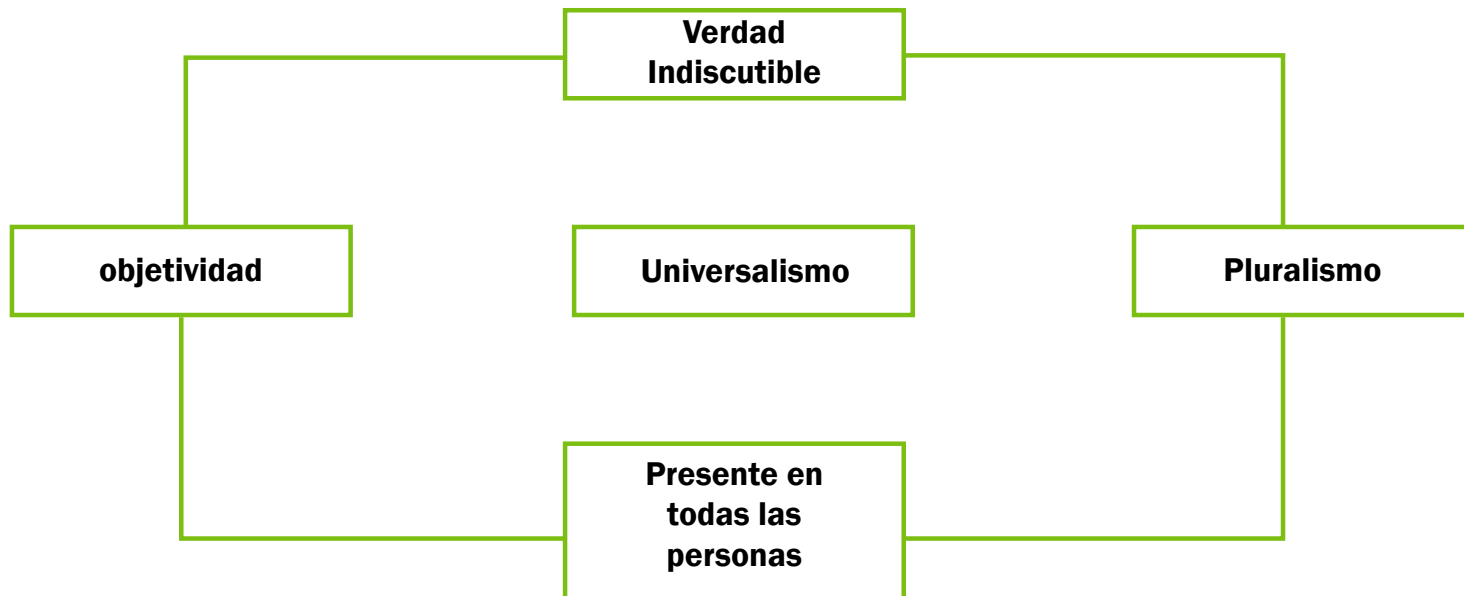 Verdad
Indiscutible
objetividad
Universalismo
Pluralismo
Presente en
todas las
personas